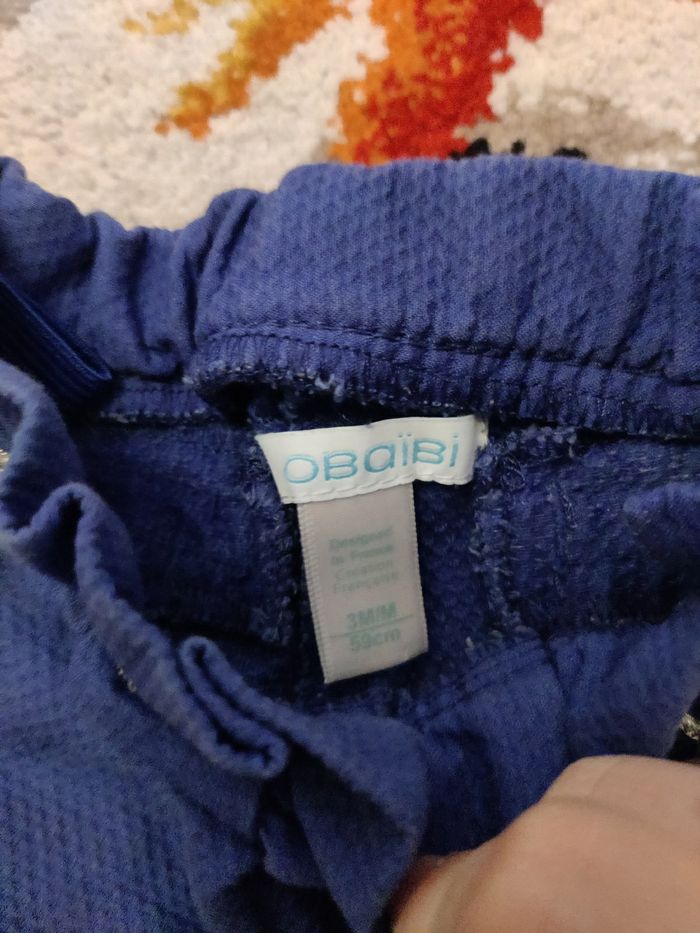 OBaïBi
Designed
in France
Création
Française
3M/M
59cm